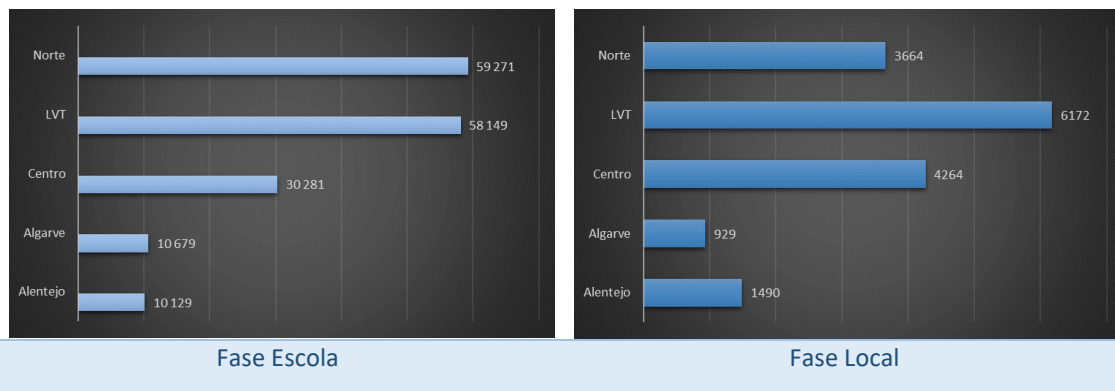 Norte 59 271
LVT 58 149
Centro 30 281
Algarve 10 679
Alentejo 10 129
Fase Escola
Norte 3664
LVT 6172
Centro 4264
Algarve 929
Alentejo 1490
Fase Local